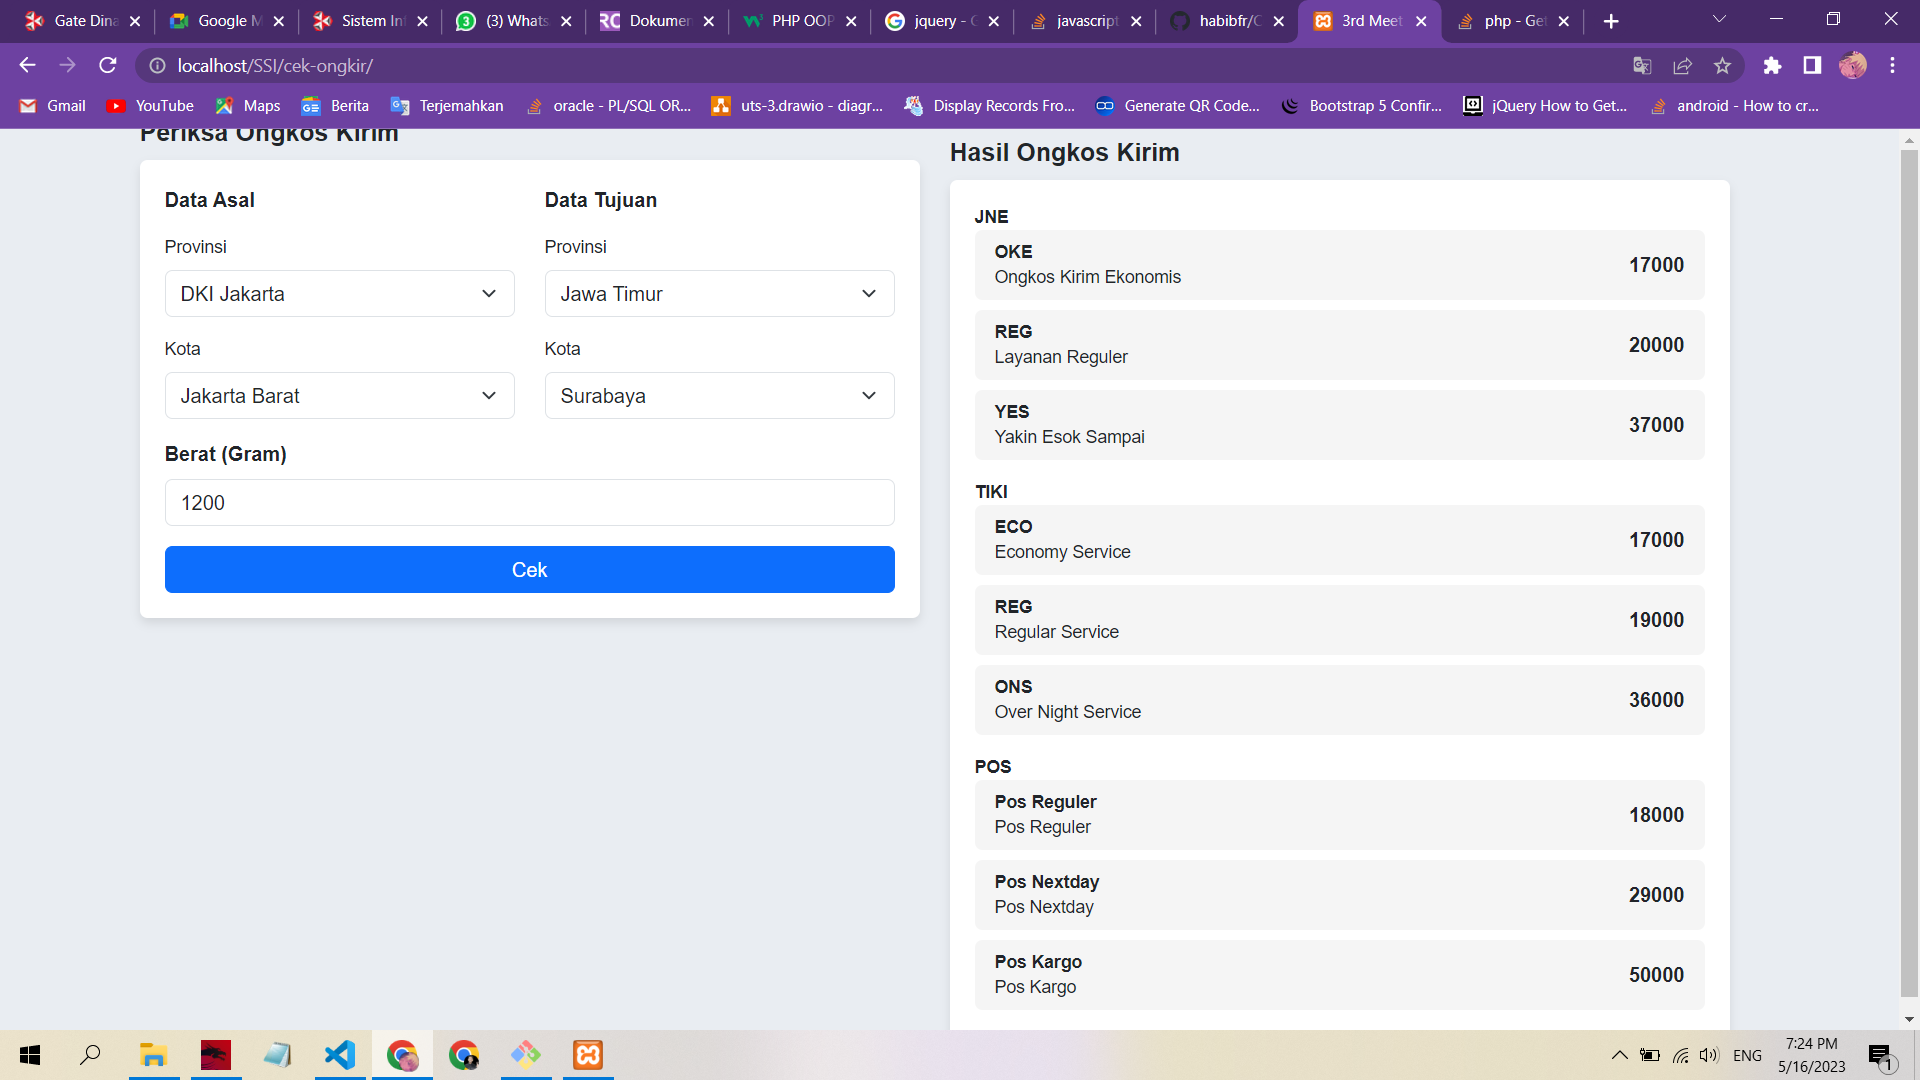 Gate Dina
Google M
Sistem In
(3) Whats
Dokumen
PHP OOP
jquery - G
javascript
habibfr/C
3rd Meet
php - Get
localhost/SSI/cek-ongkir/
Gmail
YouTube
Maps
Berita
Terjemahkan
oracle - PL/SQL OR...
uts-3.drawio - diagr...
Display Records Fro...
Generate QR Code...
Bootstrap 5 Confir...
jQuery How to Get...
android - How to cr...
Periksa Ongkos Kirim
Data Asal
Data Tujuan
Provinsi
Provinsi
DKI Jakarta
Jawa Timur
Kota
Kota
Jakarta Barat
Surabaya
Berat (Gram)
1200
Cek
Hasil Ongkos Kirim
JNE
OKE
Ongkos Kirim Ekonomis
17000
REG
Layanan Reguler
20000
YES
Yakin Esok Sampai
37000
TIKI
ECO
Economy Service
17000
REG
Regular Service
19000
ONS
Over Night Service
36000
POS
Pos Reguler
Pos Reguler
18000
Pos Nextday
Pos Nextday
29000
Pos Kargo
Pos Kargo
50000
ENG
7:24 PM
5/16/2023
1